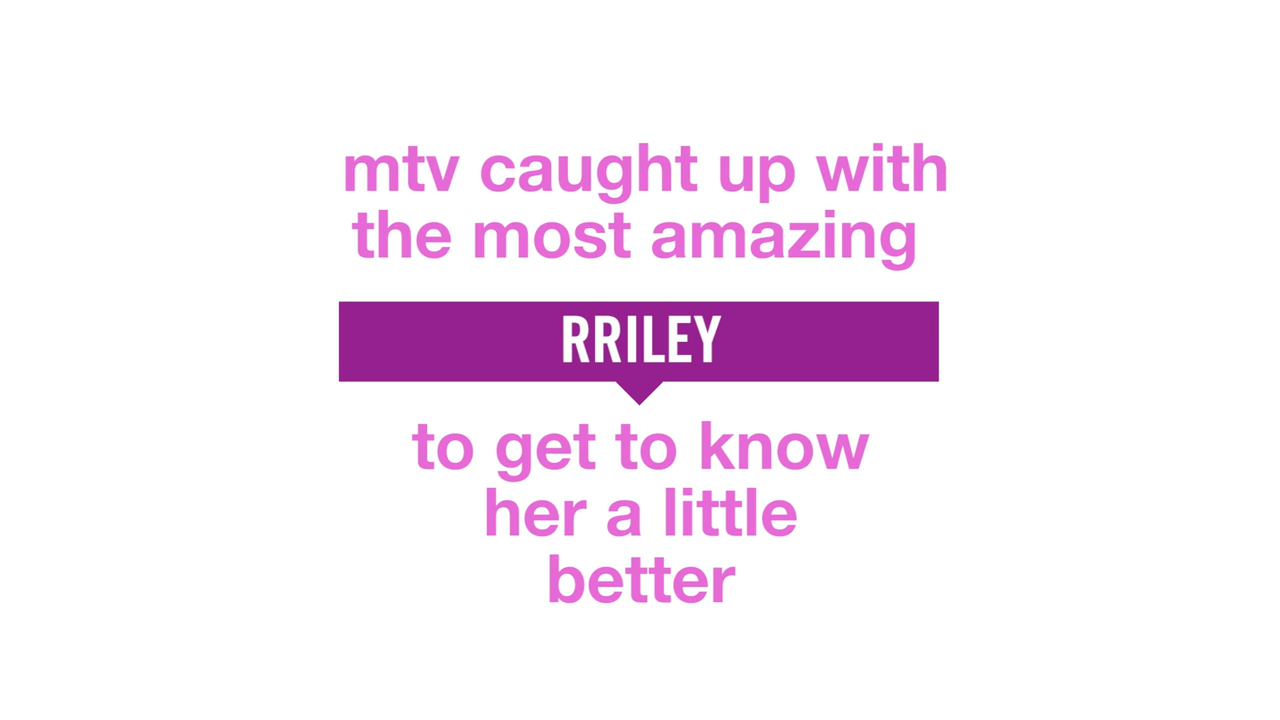 mtv caught up with
the most amazing
RRILEY
to get to know
her a little
better